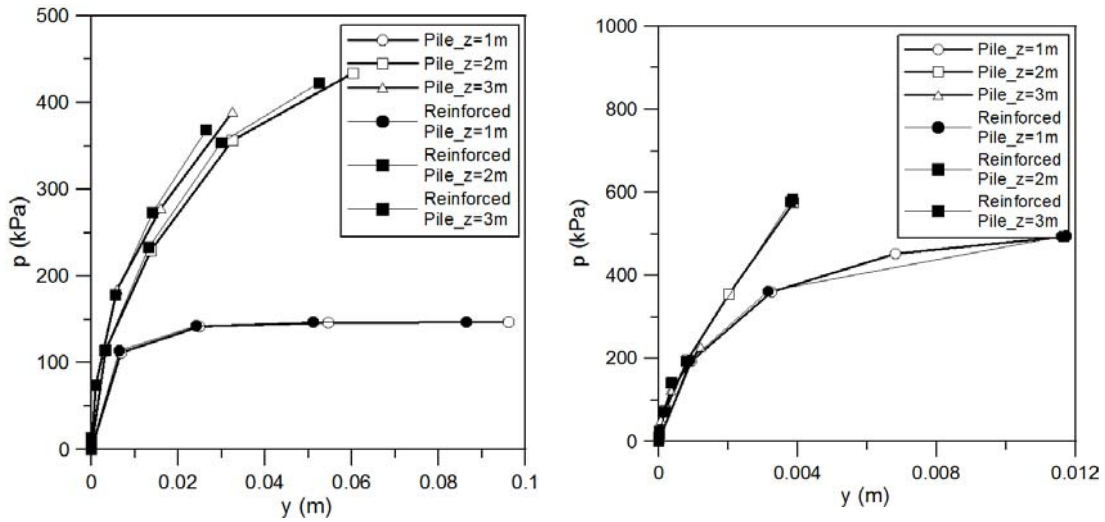 500
400
300
200
100
0
p (kPa)
0
0.02
0.04
0.06
0.08
0.1
y (m)
Pile_z=1m
Pile_z=2m
Pile_z=3m
Reinforced
Pile_z=1m
Reinforced
Pile_z=2m
Reinforced
Pile_z=3m
1000
800
600
400
200
0
p (kPa)
0
0.004
0.008
0.012
y (m)
Pile_z=1m
Pile_z=2m
Pile_z=3m
Reinforced
Pile_z=1m
Reinforced
Pile_z=2m
Reinforced
Pile_z=3m